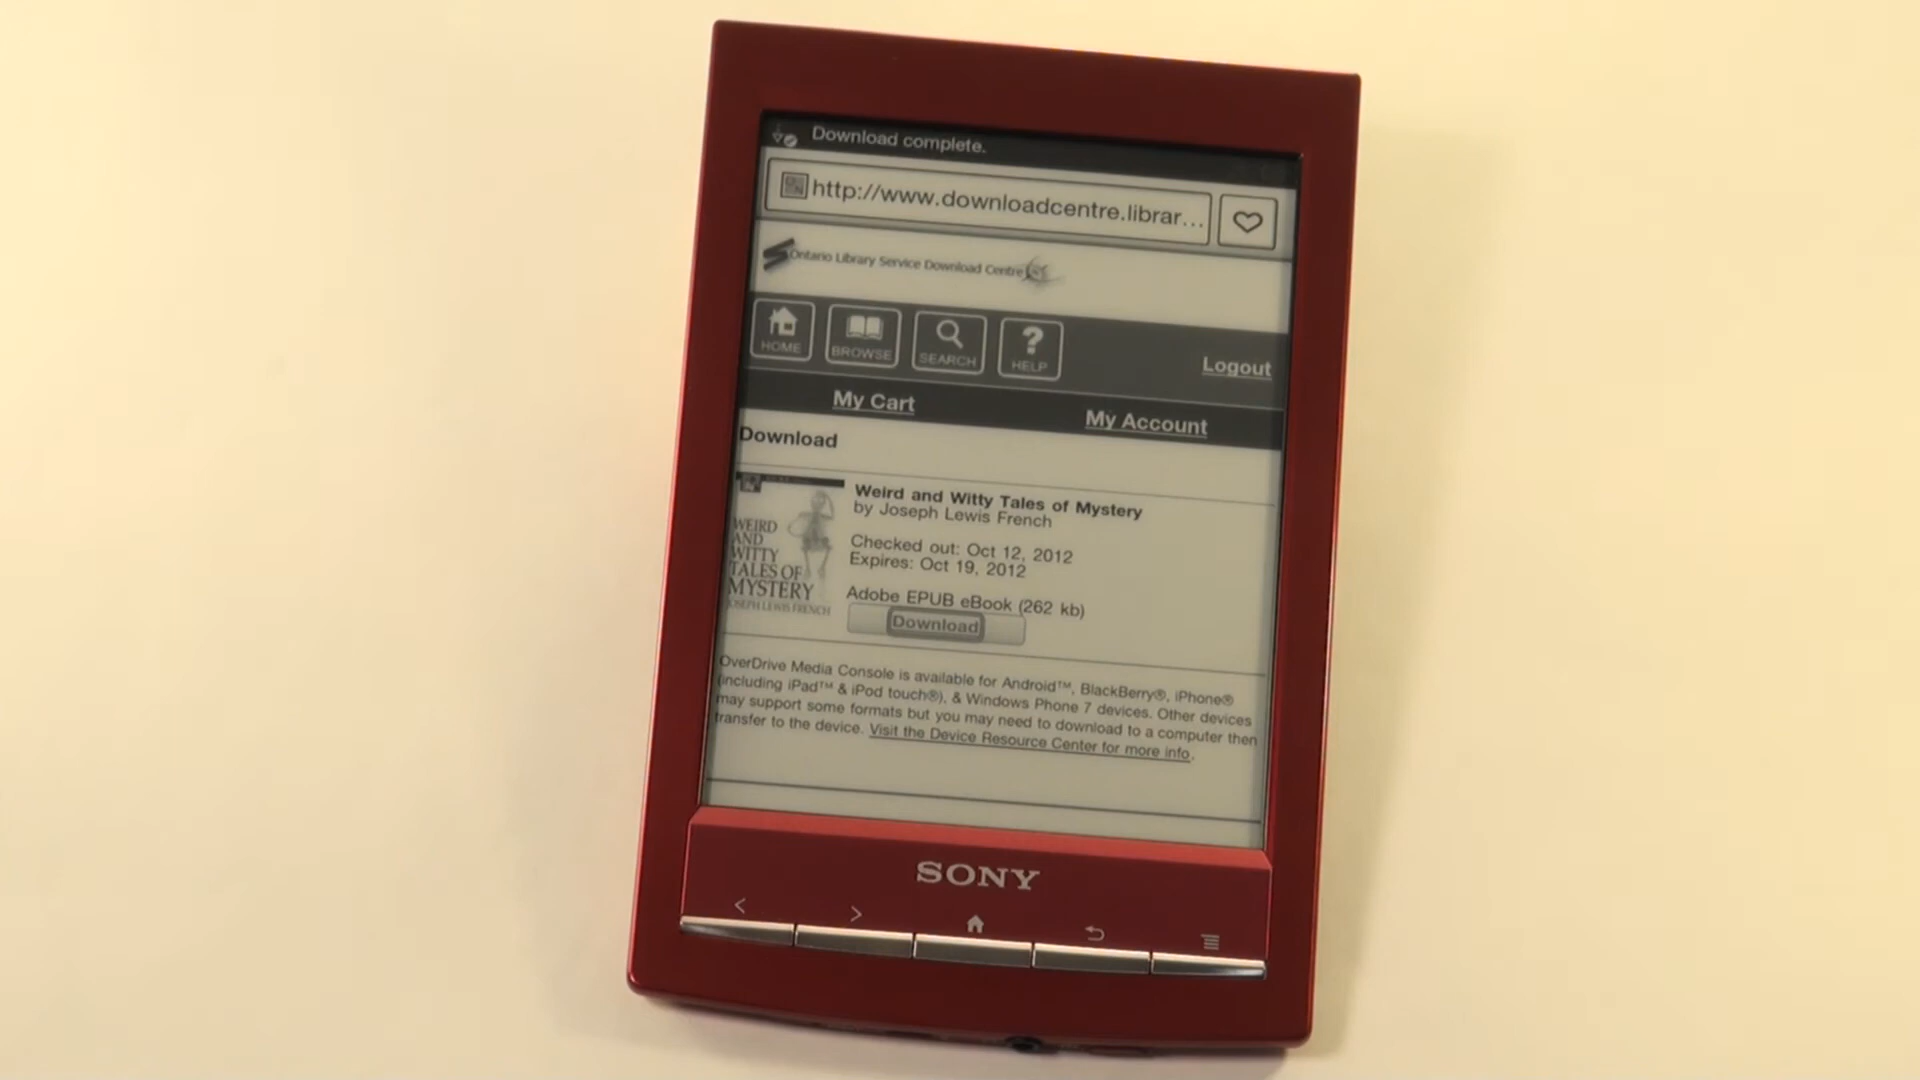 Download complete.
http://www.downloadcentre.librar...
Ontario Library Service Download Centre
HOME
BROWSE
SEARCH
HELP
Logout
My Cart
My Account
Download
WEIRD
AND
WITTY
TALES OF
MYSTERY
JOSEPH LEWIS FRENCH
Weird and Witty Tales of Mystery
by Joseph Lewis French
Checked out: Oct 12, 2012
Expires: Oct 19, 2012
Adobe EPUB eBook (262 kb)
Download
OverDrive Media Console is available for Android™, BlackBerry®, iPhone®
(including iPad™ & iPod touch®), & Windows Phone 7 devices. Other devices
may support some formats but you may need to download to a computer then
transfer to the device. Visit the Device Resource Center for more info.
SONY